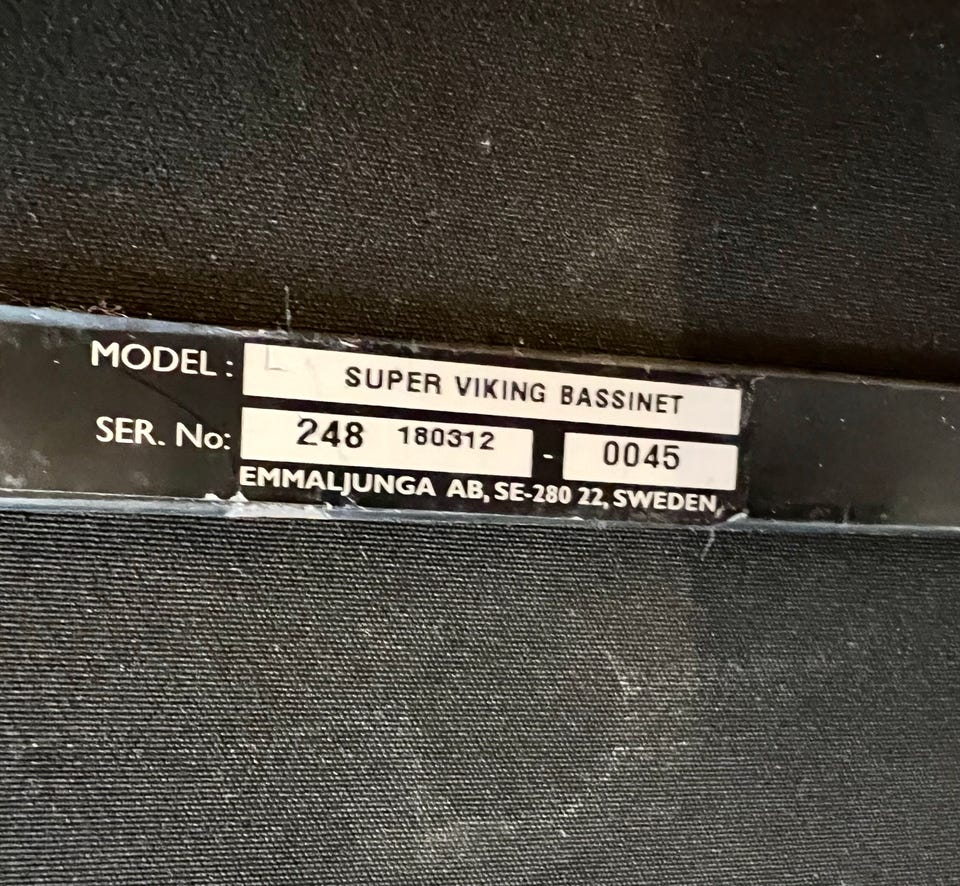 MODEL: SUPER VIKING BASSINET
SER. No: 248 180312 - 0045
EMMALJUNGA AB, SE-280 22, SWEDEN,